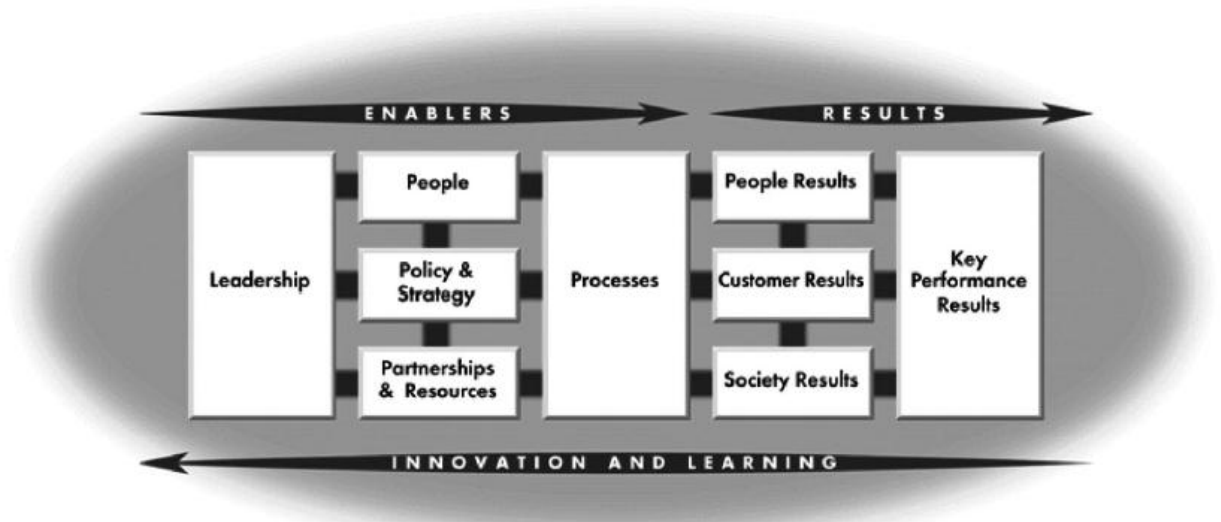 ENABLERS
RESULTS
Leadership
People
Policy &
Strategy
Partnerships
& Resources
Processes
People Results
Customer Results
Society Results
Key
Performance
Results
INNOVATION AND LEARNING